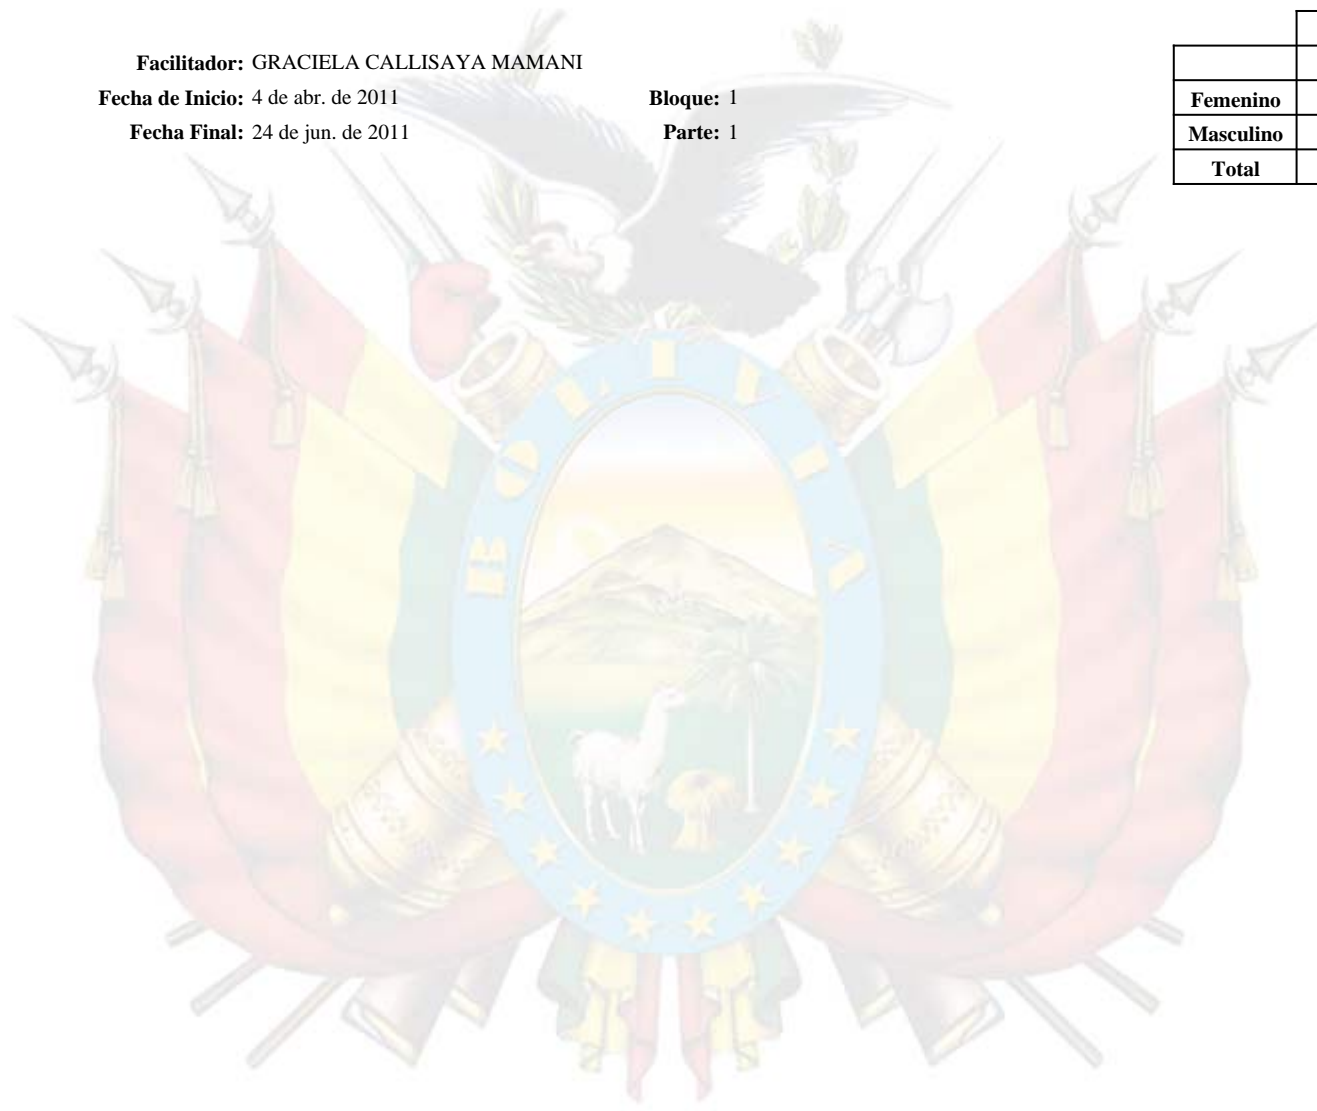 Facilitador: GRACIELA CALLISAYA MAMANI
Fecha de Inicio: 4 de abr. de 2011 Bloque: 1
Fecha Final: 24 de jun. de 2011 Parte: 1
Femenino
Masculino
Total
BOLIVIA